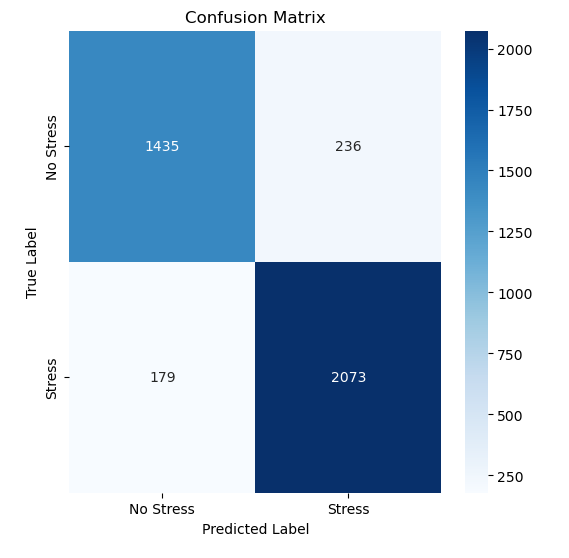 Confusion Matrix
True Label
No Stress
1435
236
Stress
179
2073
No Stress
Stress
Predicted Label
2000
1750
1500
1250
1000
750
500
250